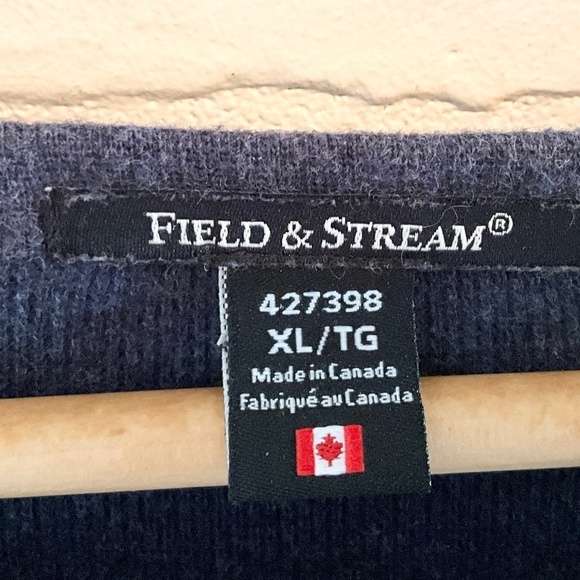 FIELD & STREAM®
427398
XL/TG
Made in Canada
Fabriqué au Canada